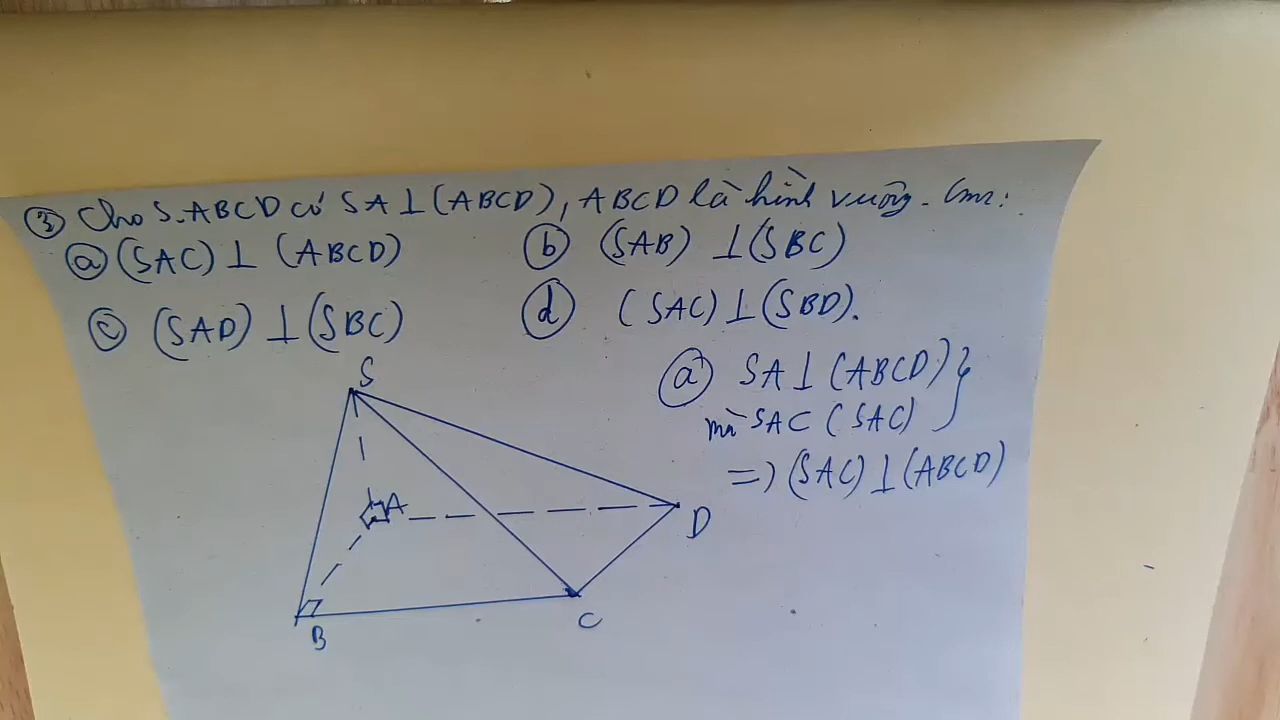 ③ Cho S.ABCD có SA⊥(ABCD), ABCD là hình vuông. Cmr:
ⓐ (SAC)⊥ (ABCD) ⓑ (SAB) ⊥(SBC)
ⓒ (SAD) ⊥(SBC) ⓓ (SAC)⊥(SBD).
ⓐ SA⊥(ABCD) }
mà SA⊂(SAC)
=) (SAC)⊥(ABCD)
S
A
D
B
C